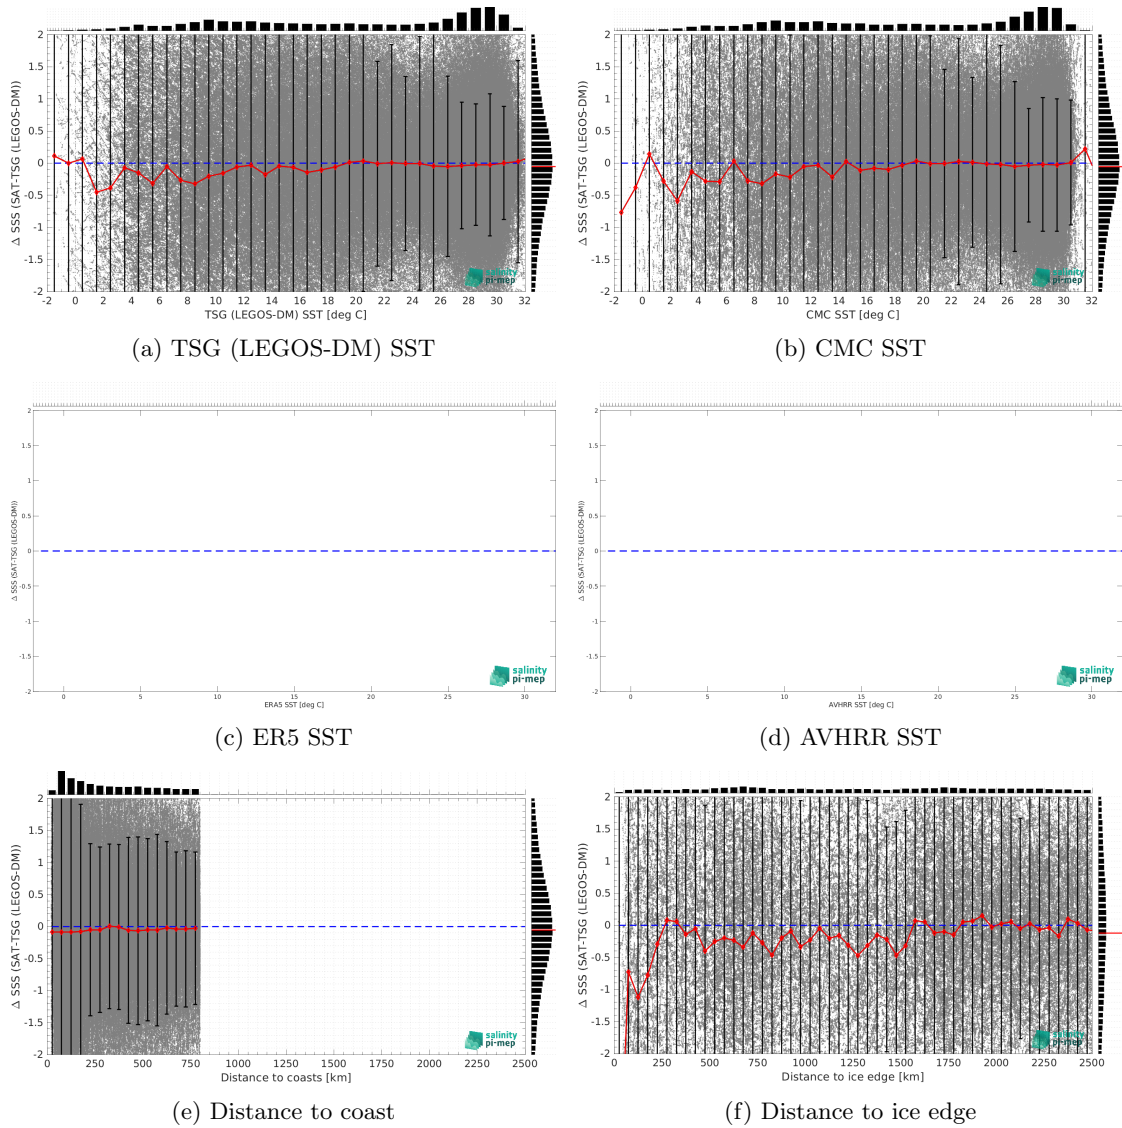 2
1.5
1
0.5
0
-0.5
-1
-1.5
-2
Δ SSS (SAT-TSG (LEGOS-DM))
salinity
pi-mep
-2 0 2 4 6 8 10 12 14 16 18 20 22 24 26 28 30 32
TSG (LEGOS-DM) SST [deg C]
(a) TSG (LEGOS-DM) SST
2
1.5
1
0.5
0
-0.5
-1
-1.5
-2
Δ SSS (SAT-TSG (LEGOS-DM))
salinity
pi-mep
-2 0 2 4 6 8 10 12 14 16 18 20 22 24 26 28 30 32
CMC SST [deg C]
(b) CMC SST
2
1.5
1
0.5
0
-0.5
-1
-1.5
-2
Δ SSS (SAT-TSG (LEGOS-DM))
salinity
pi-mep
0 5 10 15 20 25 30
ERA5 SST [deg C]
(c) ER5 SST
2
1.5
1
0.5
0
-0.5
-1
-1.5
-2
Δ SSS (SAT-TSG (LEGOS-DM))
salinity
pi-mep
0 5 10 15 20 25 30
AVHRR SST [deg C]
(d) AVHRR SST
2
1.5
1
0.5
0
-0.5
-1
-1.5
-2
Δ SSS (SAT-TSG (LEGOS-DM))
salinity
pi-mep
0 250 500 750 1000 1250 1500 1750 2000 2250 2500
Distance to coasts [km]
(e) Distance to coast
2
1.5
1
0.5
0
-0.5
-1
-1.5
-2
Δ SSS (SAT-TSG (LEGOS-DM))
salinity
pi-mep
0 250 500 750 1000 1250 1500 1750 2000 2250 2500
Distance to ice edge [km]
(f) Distance to ice edge